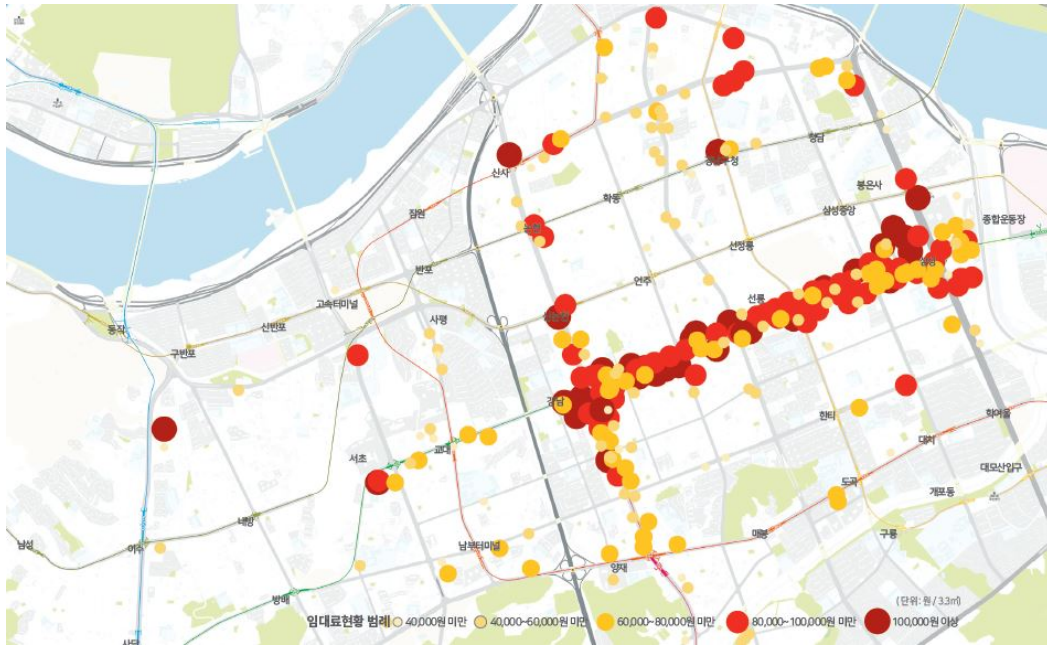 청담
강남구청
신사
봉은사
학동
종합운동장
삼성중앙
잠원
논현
선정릉
삼성
반포
언주
고속터미널
선릉
사평
신논현
동작
신반포
구반포
강남
한티
학여울
대치
교대
서초
대모산입구
도곡
개포동
내방
구룡
남성
이수
남부터미널
매봉
양재
방배
(단위: 원 / 3.3㎡)
임대료현황 범례 40,000원 미만 40,000~60,000원 미만 60,000~80,000원 미만 80,000~100,000원 미만 100,000원 이상
사당